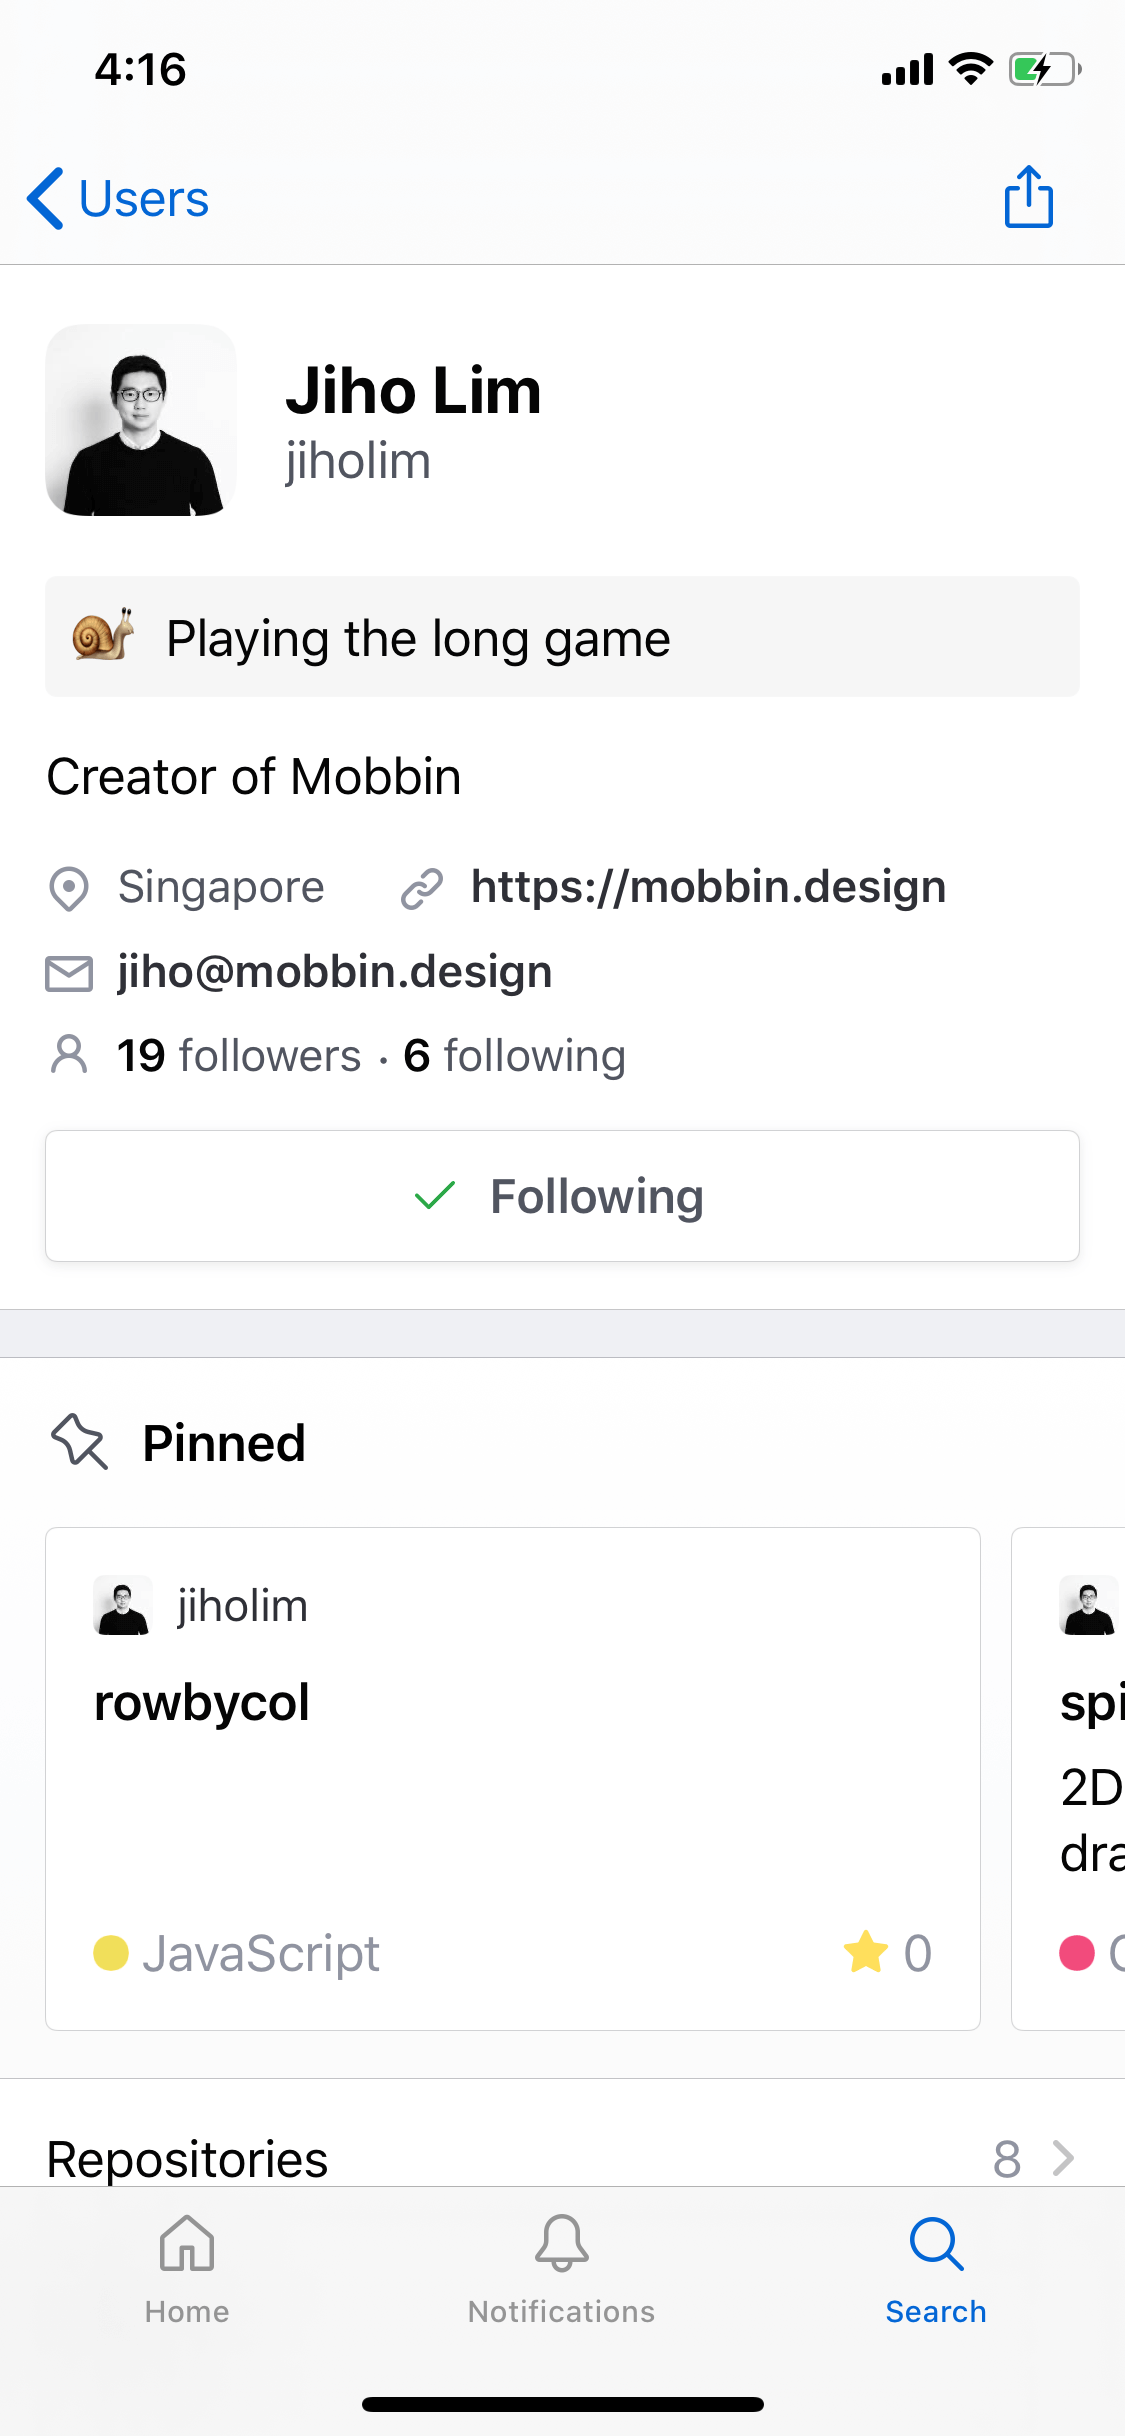 4:16
Users
Jiho Lim
jiholim
Playing the long game
Creator of Mobbin
Singapore https://mobbin.design
jiho@mobbin.design
19 followers · 6 following
Following
Pinned
jiholim
rowbycol
JavaScript 0
spi
2D
dra
Repositories 8
Home Notifications Search